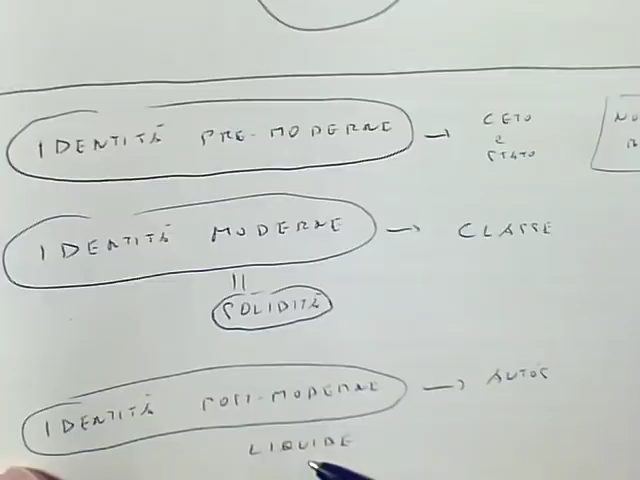 IDENTITÀ PRE-MODERNE → CETO
e
STATO
IDENTITÀ MODERNE → CLASSE
SOLIDITÀ
IDENTITÀ POST-MODERNE → AUTOS
LIQUIDE